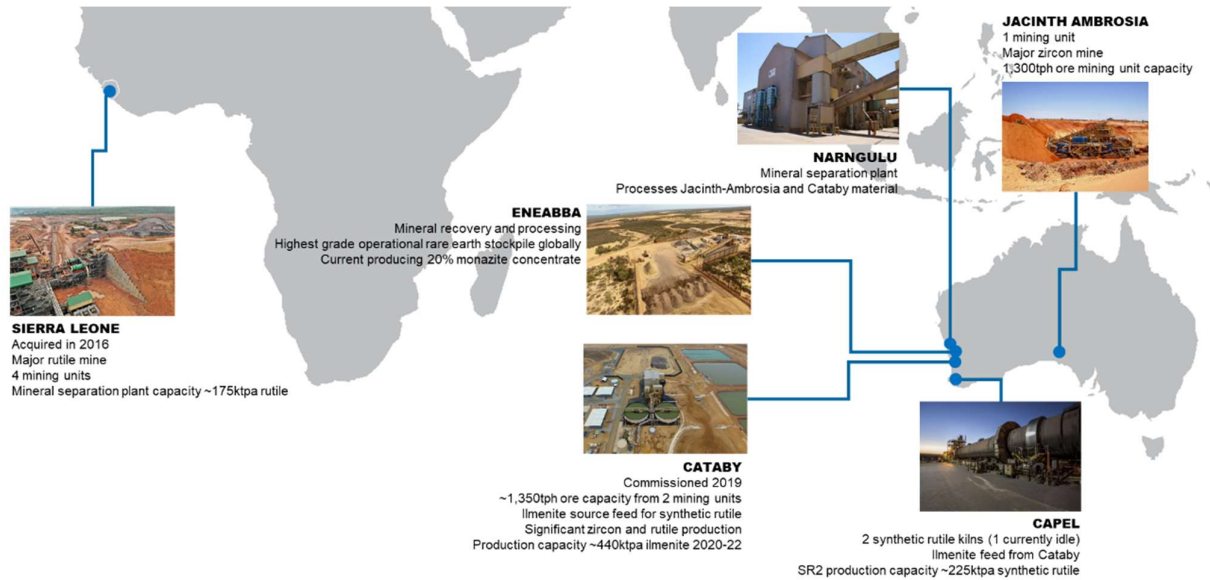 JACINTH AMBROSIA
1 mining unit
Major zircon mine
1,300tph ore mining unit capacity
NARNGULU
Mineral separation plant
Processes Jacinth-Ambrosia and Cataby material
ENEABBA
Mineral recovery and processing
Highest grade operational rare earth stockpile globally
Current producing 20% monazite concentrate
SIERRA LEONE
Acquired in 2016
Major rutile mine
4 mining units
Mineral separation plant capacity ~175ktpa rutile
CATABY
Commissioned 2019
~1,350tph ore capacity from 2 mining units
Ilmenite source feed for synthetic rutile
Significant zircon and rutile production
Production capacity ~440ktpa ilmenite 2020-22
CAPEL
2 synthetic rutile kilns (1 currently idle)
Ilmenite feed from Cataby
SR2 production capacity ~225ktpa synthetic rutile